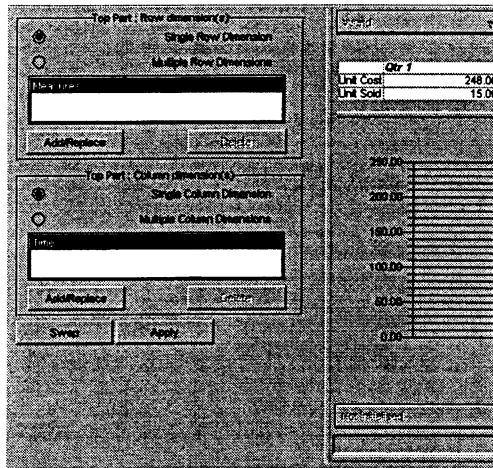 Top Part : Row dimension(s)
Single Row Dimension
Multiple Row Dimensions
Measures
Add/Replace
Delete
Top Part : Column dimension(s)
Single Column Dimension
Multiple Column Dimensions
Time
Add/Replace
Delete
Swap
Apply
Qtr 1
Unit Cost 248.00
Unit Sold 15.00
250.00
200.00
150.00
100.00
50.00
0.00